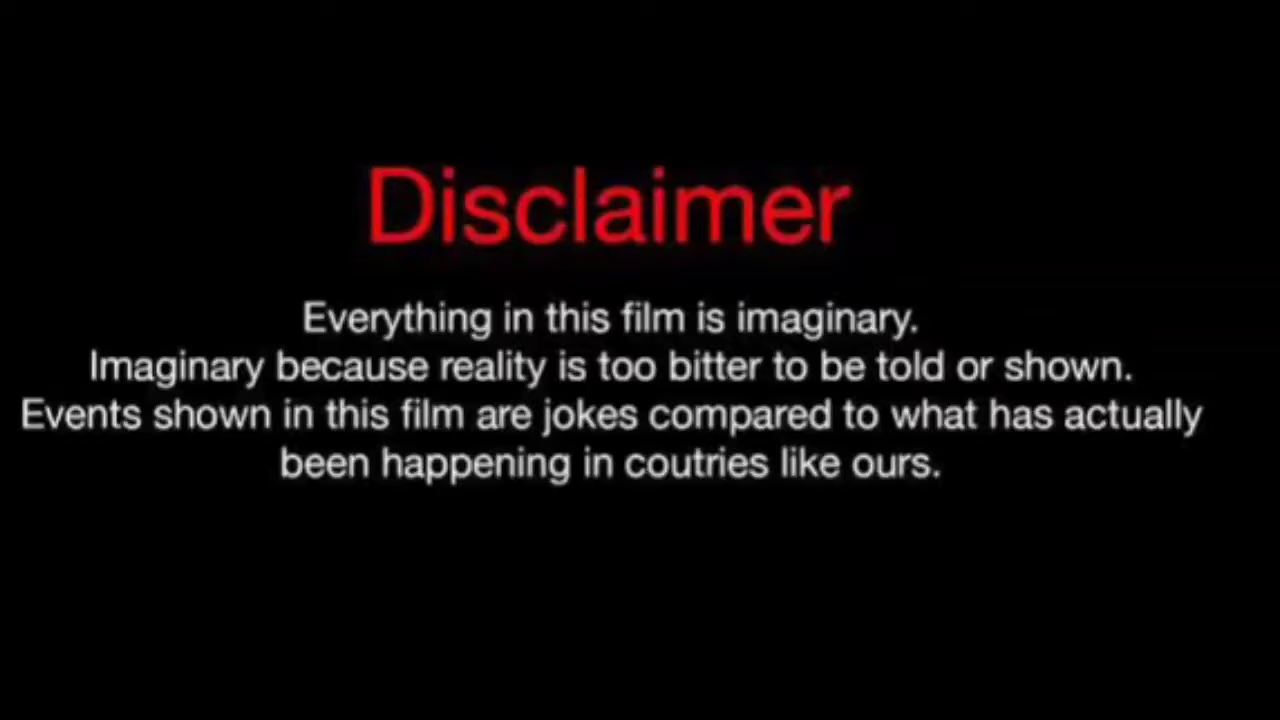 Disclaimer
Everything in this film is imaginary.
Imaginary because reality is too bitter to be told or shown.
Events shown in this film are jokes compared to what has actually
been happening in coutries like ours.